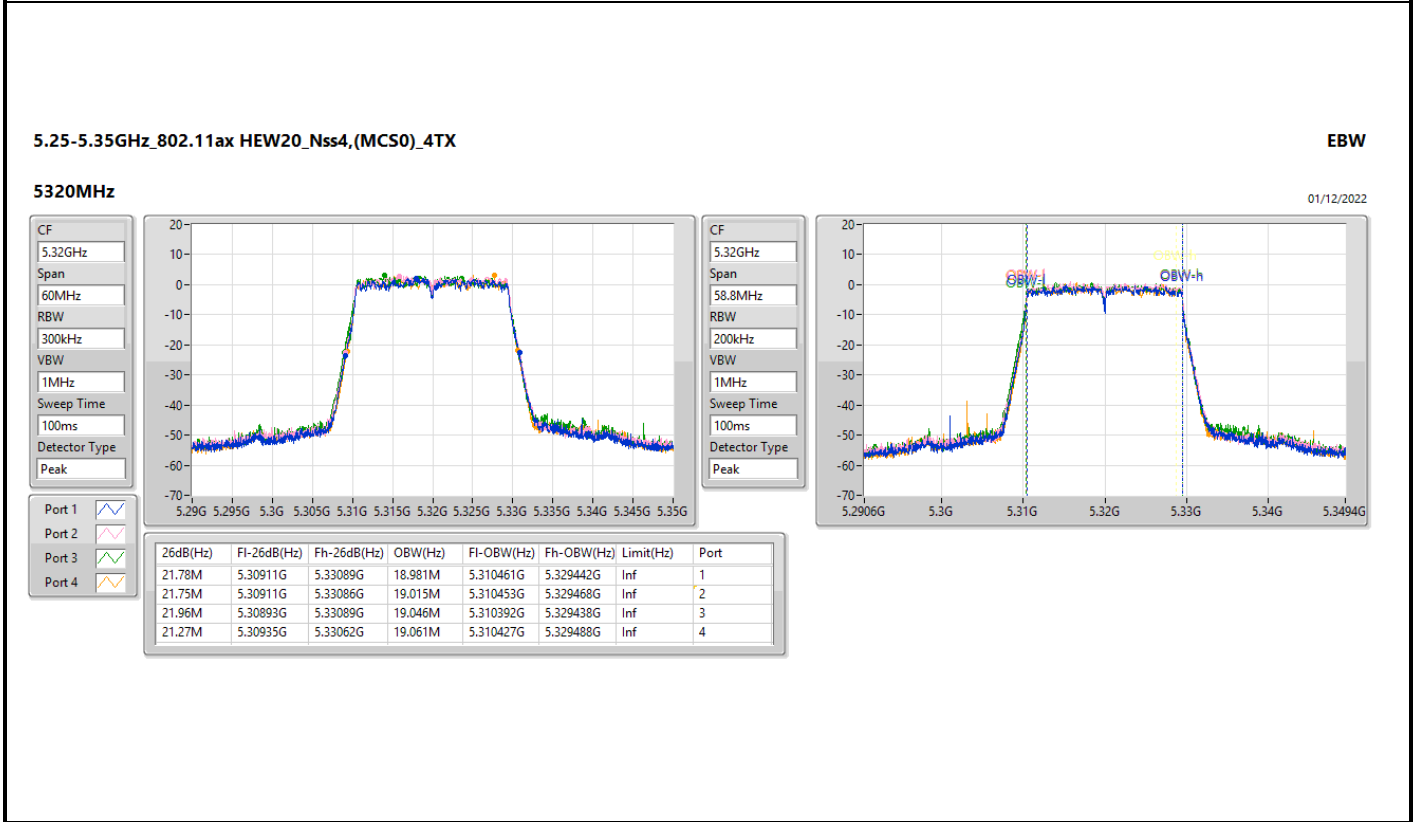 5.25-5.35GHz_802.11ax HEW20_Nss4,(MCS0)_4TX
EBW
5320MHz
01/12/2022
CF
5.32GHz
Span
60MHz
RBW
300kHz
VBW
1MHz
Sweep Time
100ms
Detector Type
Peak
20
10
0
-10
-20
-30
-40
-50
-60
-70
5.29G 5.295G 5.3G 5.305G 5.31G 5.315G 5.32G 5.325G 5.33G 5.335G 5.34G 5.345G 5.35G
CF
5.32GHz
Span
58.8MHz
RBW
200kHz
VBW
1MHz
Sweep Time
100ms
Detector Type
Peak
20
10
0
-10
-20
-30
-40
-50
-60
-70
OBW-l OBW-h
5.2906G 5.3G 5.31G 5.32G 5.33G 5.34G 5.3494G
Port 1
Port 2
Port 3
Port 4
26dB(Hz) Fl-26dB(Hz) Fh-26dB(Hz) OBW(Hz) Fl-OBW(Hz) Fh-OBW(Hz) Limit(Hz) Port
21.78M 5.30911G 5.33089G 18.981M 5.310461G 5.329442G Inf 1
21.75M 5.30911G 5.33086G 19.015M 5.310453G 5.329468G Inf 2
21.96M 5.30893G 5.33089G 19.046M 5.310392G 5.329438G Inf 3
21.27M 5.30935G 5.33062G 19.061M 5.310427G 5.329488G Inf 4